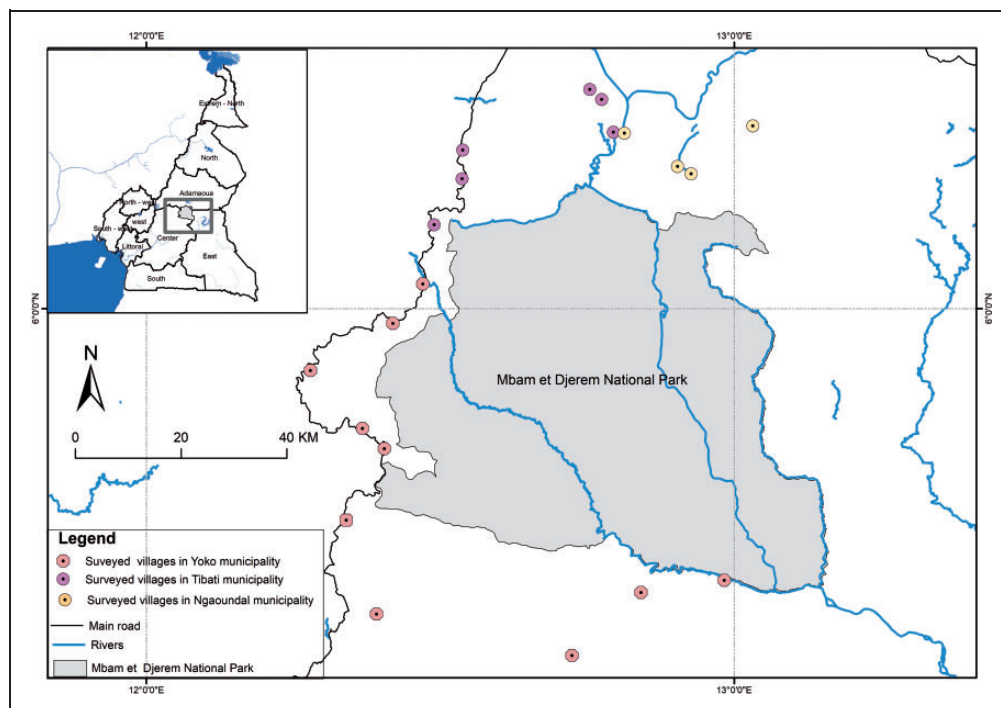 12°0'0"E
13°0'0"E
Extrem - North
North
Adamaoua
North - west
west
South - west
Littoral
Center
East
South
6°0'0"N
6°0'0"N
Mbam et Djerem National Park
N
0
20
40 KM
Legend
Suveyed villages in Yoko municipality
Surveyed villages in Tibati municipality
Surveyed villages in Ngaoundal municipality
Main road
Rivers
Mbam et Djerem National Park
12°0'0"E
13°0'0"E